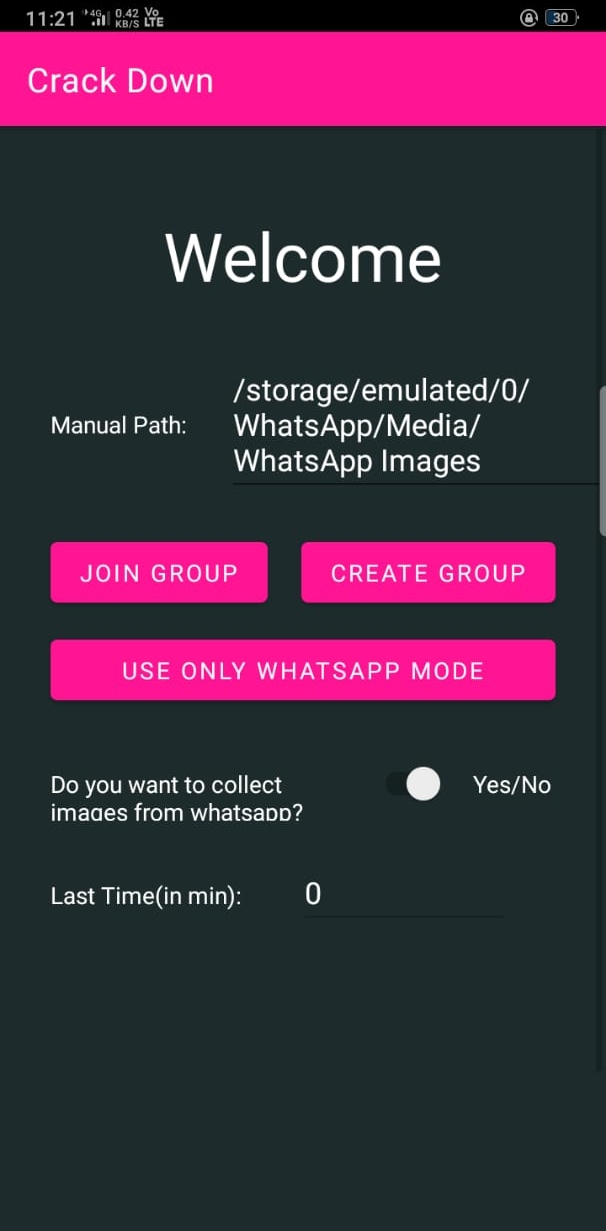 11:21 4G 0.42 KB/S Vo LTE 30
Crack Down
Welcome
Manual Path:
/storage/emulated/0/
WhatsApp/Media/
WhatsApp Images
JOIN GROUP
CREATE GROUP
USE ONLY WHATSAPP MODE
Do you want to collect
images from whatsapp?
Yes/No
Last Time(in min):
0